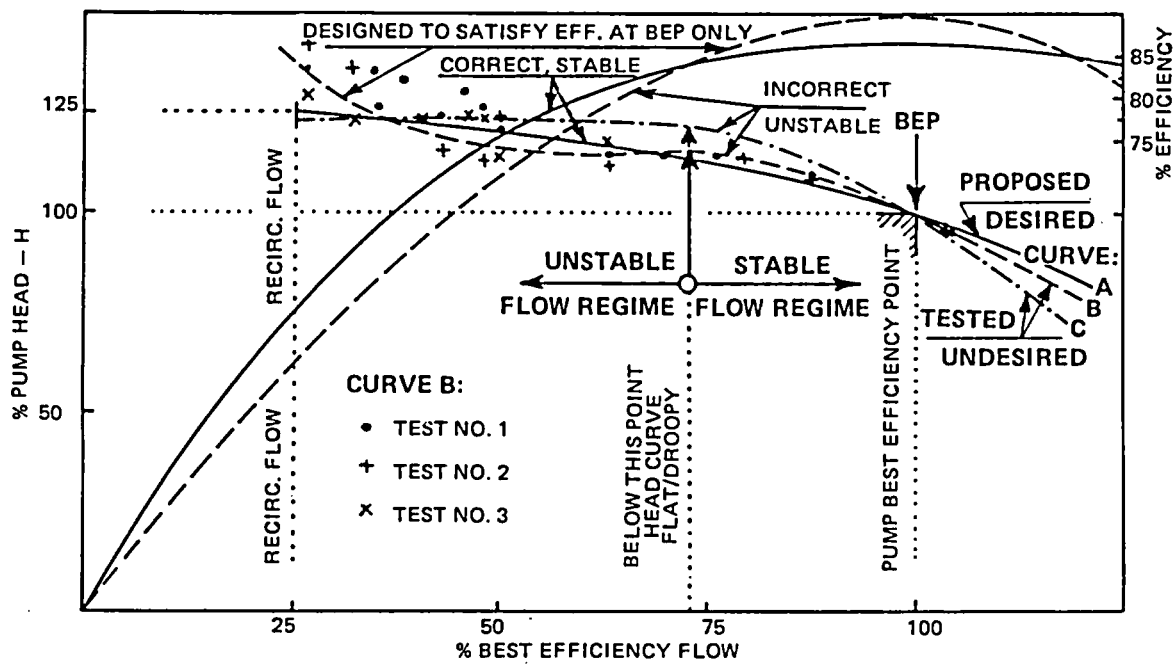 DESIGNED TO SATISFY EFF. AT BEP ONLY
CORRECT, STABLE
INCORRECT
UNSTABLE
BEP
PROPOSED
DESIRED
CURVE:
A
B
C
TESTED
UNDESIRED
UNSTABLE
FLOW REGIME
STABLE
FLOW REGIME
RECIRC. FLOW
RECIRC. FLOW
CURVE B:
• TEST NO. 1
+ TEST NO. 2
× TEST NO. 3
BELOW THIS POINT
HEAD CURVE
FLAT/DROOPY
PUMP BEST EFFICIENCY POINT
% PUMP HEAD – H
125
100
50
85
80
75
% EFFICIENCY
0
25
50
75
100
% BEST EFFICIENCY FLOW